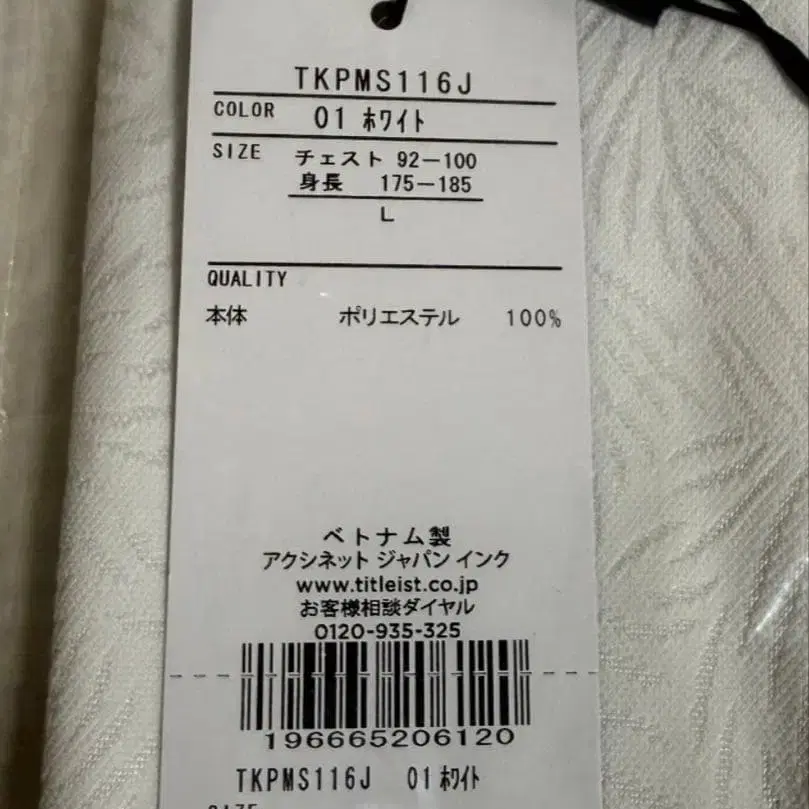 TKPMS116J
COLOR 01 ホワイト
SIZE チェスト 92−100
身長 175−185
L
QUALITY
本体 ポリエステル 100%
ベトナム製
アクシネット ジャパン インク
www.titleist.co.jp
お客様相談ダイヤル
0120-935-325
196665206120
TKPMS116J 01 ホワイト
SIZE